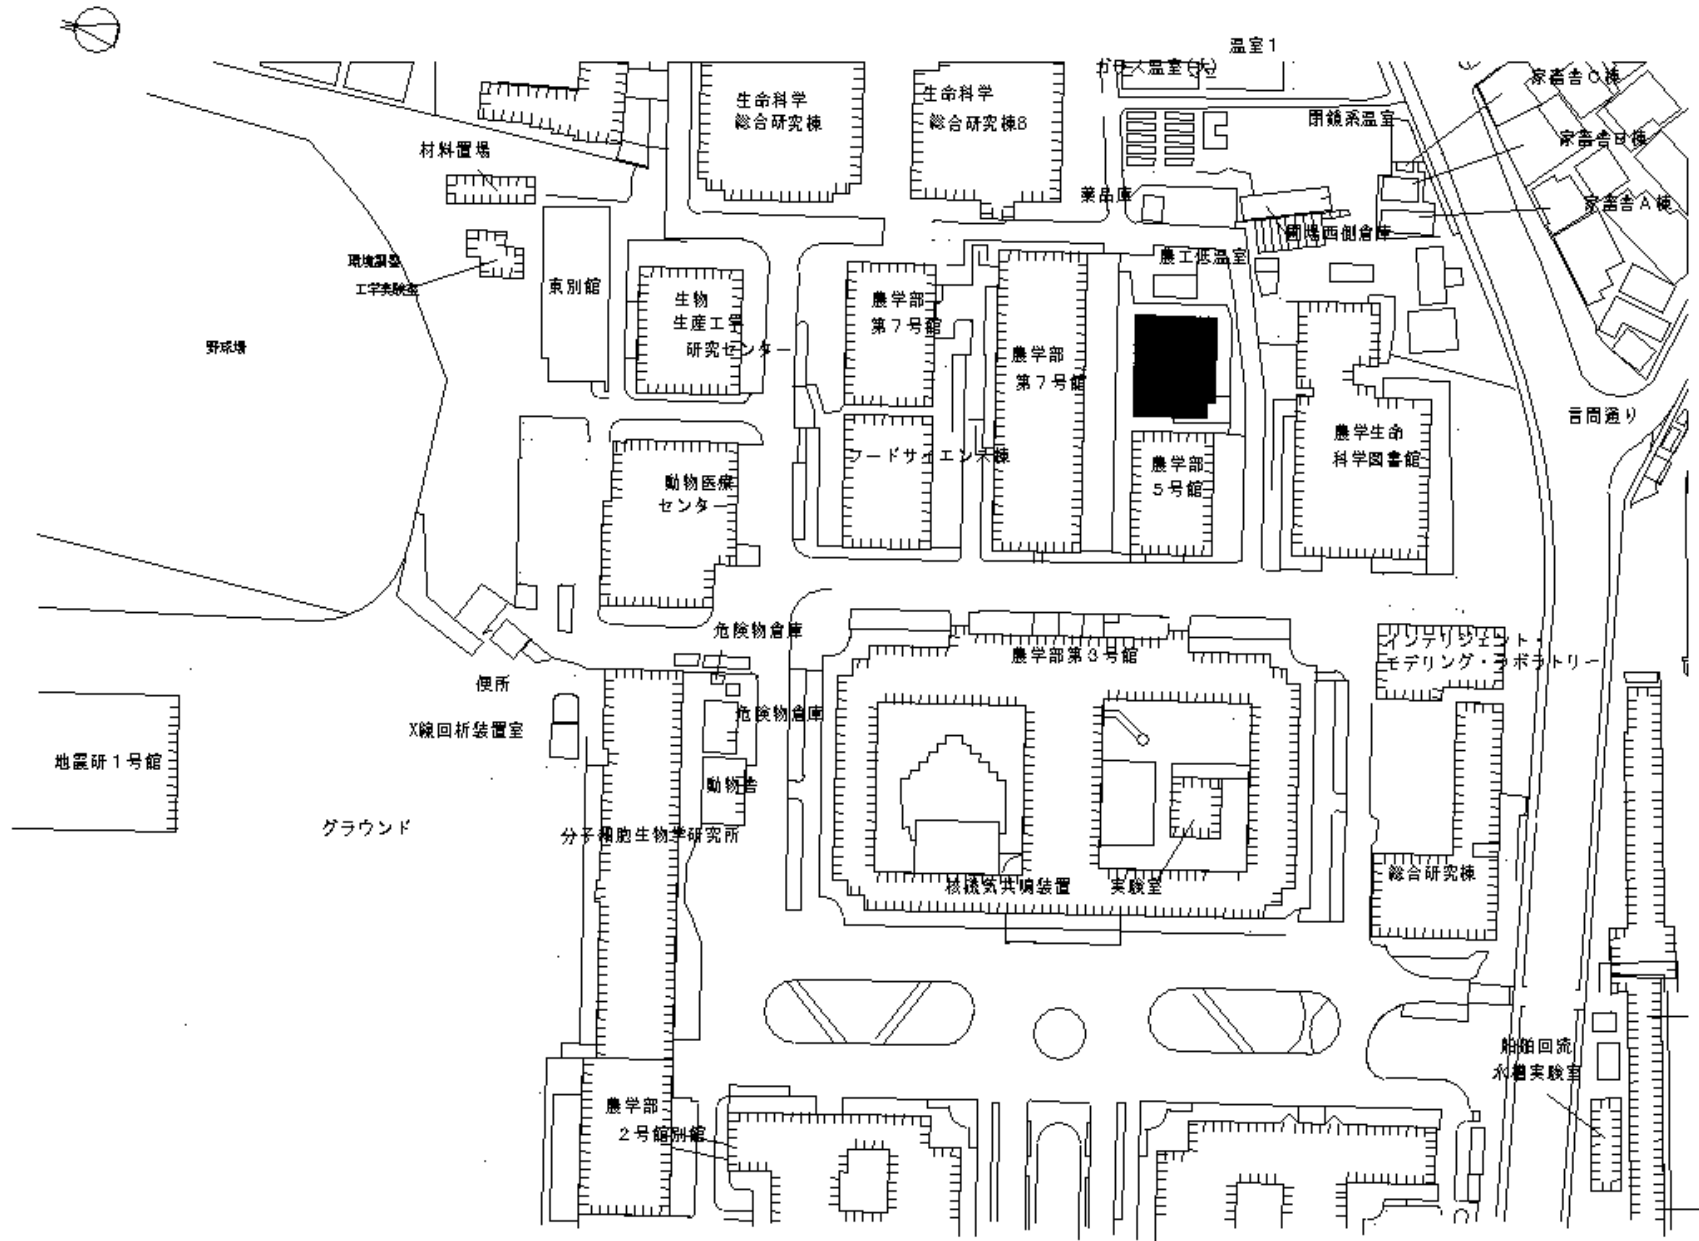 温室１
ガラス温室(大)
家畜舎C棟
生命科学
総合研究棟
生命科学
総合研究棟B
閉鎖系温室
家畜舎B棟
材料置場
薬品庫
家畜舎A棟
圃場西側倉庫
環境調整
工学実験室
農工低温室
東別館
生物
生産工学
研究センター
農学部
第７号館
農学部
第７号館
野球場
言問通り
農学生命
科学図書館
フードサイエンス棟
農学部
５号館
動物医療
センター
危険物倉庫
農学部第３号館
インテリジェント・
モデリング・ラボラトリー
便所
危険物倉庫
X線回析装置室
地震研１号館
動物舎
グラウンド
分子細胞生物学研究所
総合研究棟
核磁気共鳴装置
実験室
船舶回流
水槽実験室
農学部
２号館別館